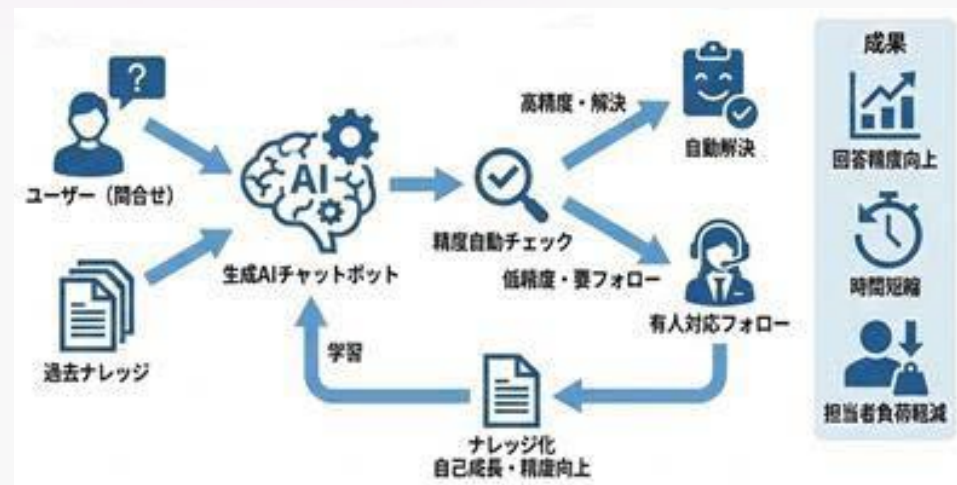 ?
ユーザー（問合せ）
過去ナレッジ
AI
生成AIチャットボット
精度自動チェック
高精度・解決
自動解決
低精度・要フォロー
有人対応フォロー
学習
ナレッジ化
自己成長・精度向上
成果
回答精度向上
時間短縮
担当者負荷軽減